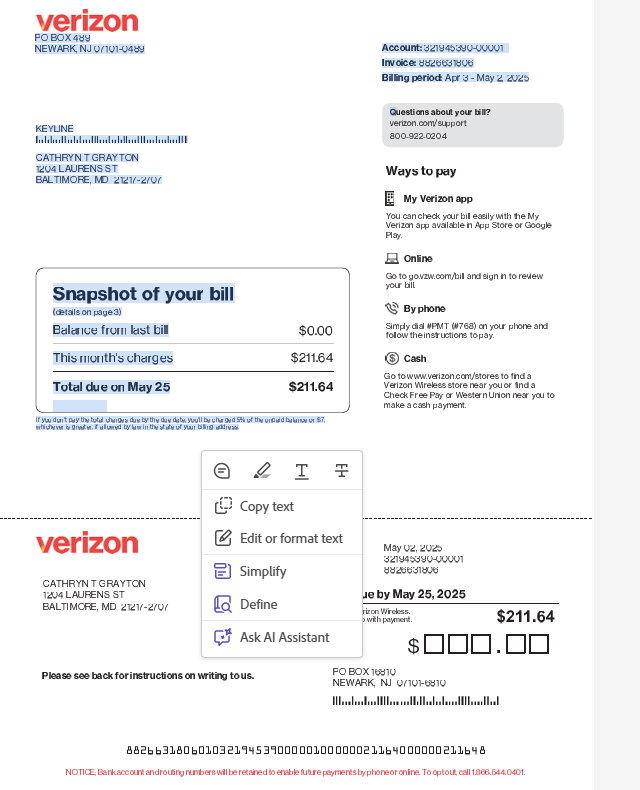 verizon
PO BOX 489
NEWARK, NJ 07101-0489
Account: 321945390-00001
Invoice: 8826631806
Billing period: Apr 3 - May 2, 2025
Questions about your bill?
verizon.com/support
800-922-0204
KEYLINE
CATHRYN T GRAYTON
1204 LAURENS ST
BALTIMORE, MD 21217-2707
Ways to pay
My Verizon app
You can check your bill easily with the My
Verizon app available in App Store or Google
Play.
Online
Go to go.vzw.com/bill and sign in to review
your bill.
By phone
Simply dial #PMT (#768) on your phone and
follow the instructions to pay.
Cash
Go to www.verizon.com/stores to find a
Verizon Wireless store near you or find a
Check Free Pay or Western Union near you to
make a cash payment.
Snapshot of your bill
(details on page 3)
Balance from last bill $0.00
This month's charges $211.64
Total due on May 25 $211.64
If you don't pay the total charges due by the due date, you'll be charged 5% of the unpaid balance or $7,
whichever is greater, if allowed by law in the state of your billing address.
Copy text
Edit or format text
Simplify
Define
Ask AI Assistant
verizon
CATHRYN T GRAYTON
1204 LAURENS ST
BALTIMORE, MD 21217-2707
May 02, 2025
321945390-00001
8826631806
ue by May 25, 2025
rizon Wireless.
with payment.
$211.64
$ .
Please see back for instructions on writing to us.
PO BOX 16810
NEWARK, NJ 07101-6810
8826631806010321945390000010000002116400000021164​8
NOTICE: Bank account and routing numbers will be retained to enable future payments by phone or online. To opt out, call 1.866.544.0401.